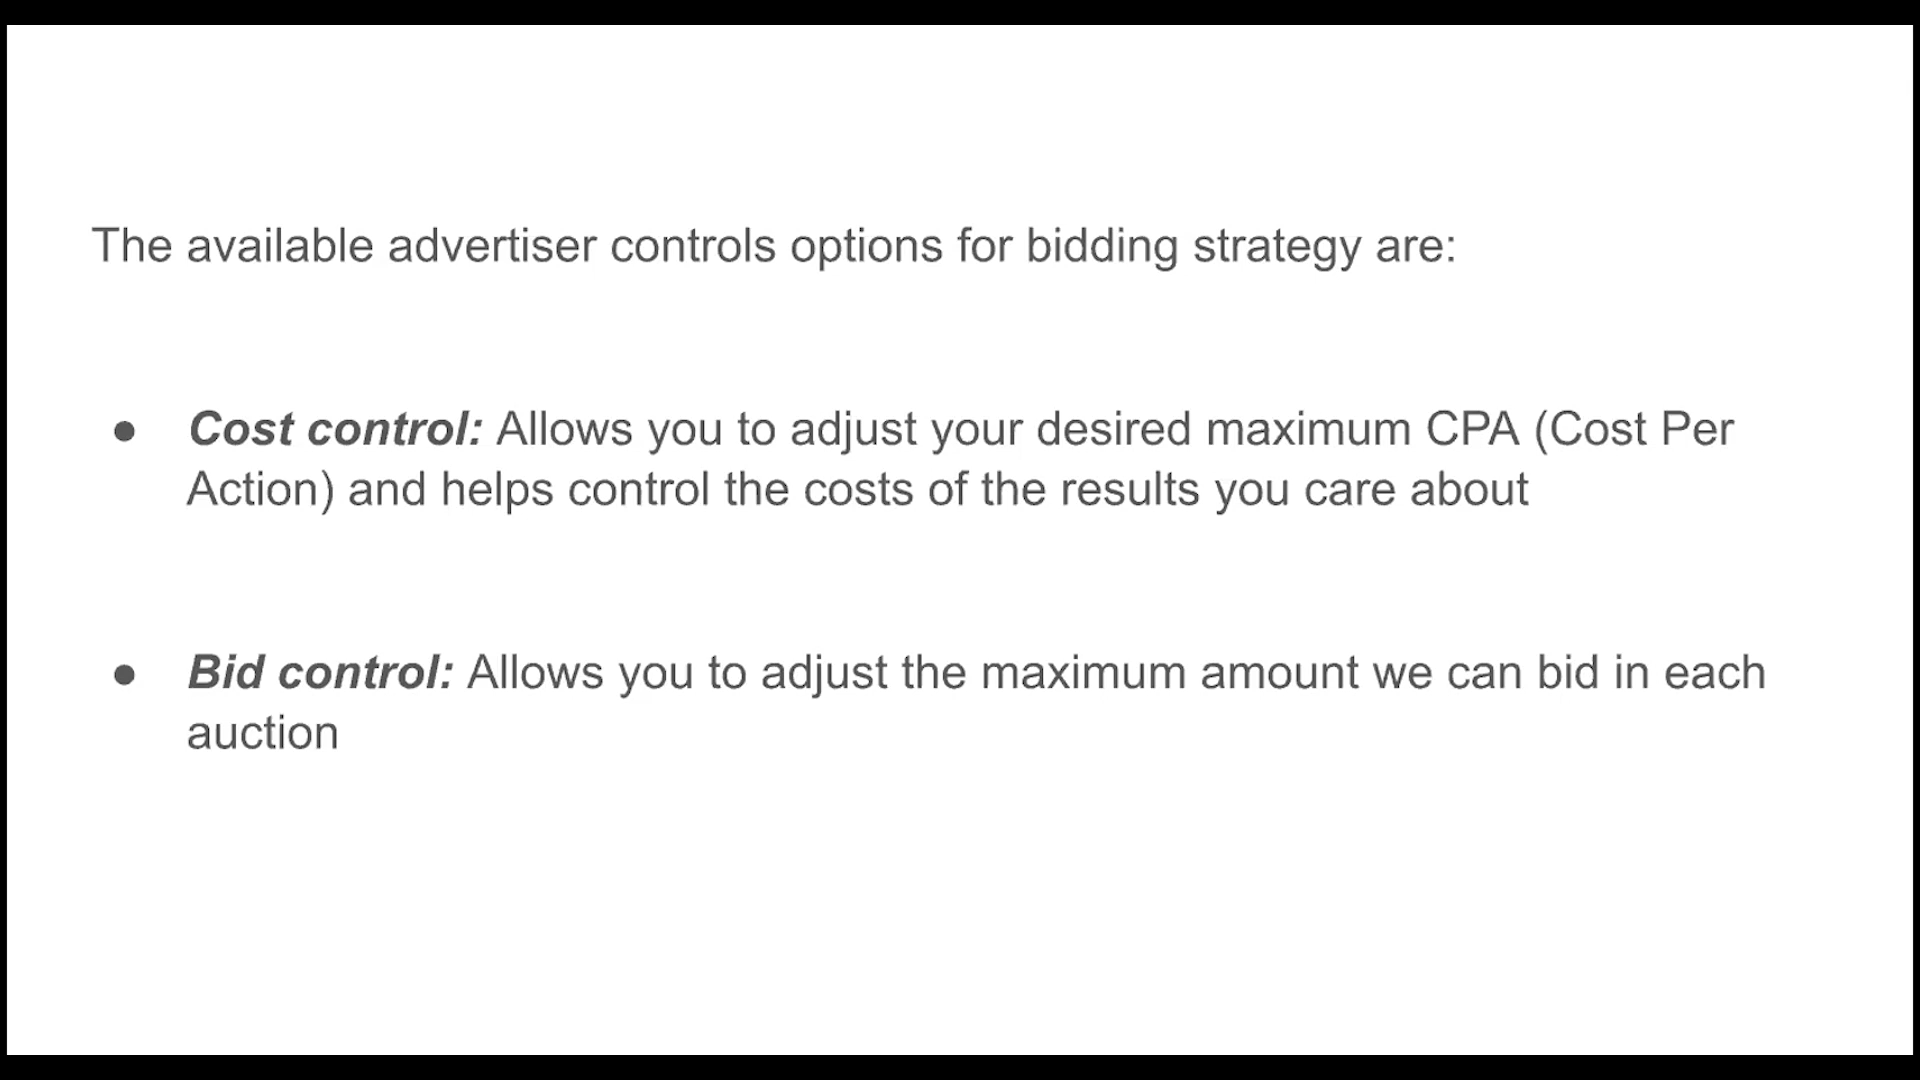 The available advertiser controls options for bidding strategy are:
● Cost control: Allows you to adjust your desired maximum CPA (Cost Per
Action) and helps control the costs of the results you care about
● Bid control: Allows you to adjust the maximum amount we can bid in each
auction